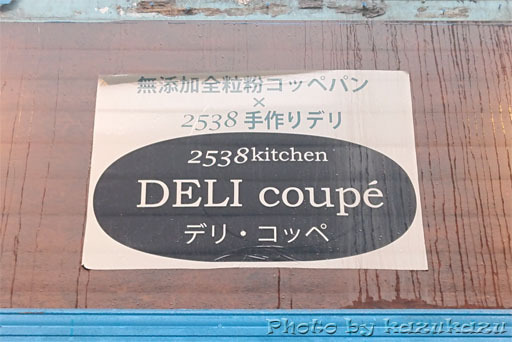 無添加全粒粉コッペパン
×
2538 手作りデリ
2538kitchen
DELI coupé
デリ・コッペ
Photo by kazukazu